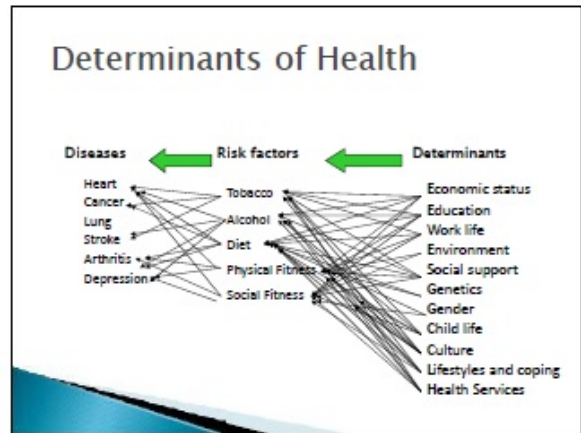 Determinants of Health
Diseases Risk factors Determinants
Heart
Cancer
Lung
Stroke
Arthritis
Depression
Tobacco
Alcohol
Diet
Physical Fitness
Social Fitness
Economic status
Education
Work life
Environment
Social support
Genetics
Gender
Child life
Culture
Lifestyles and coping
Health Services